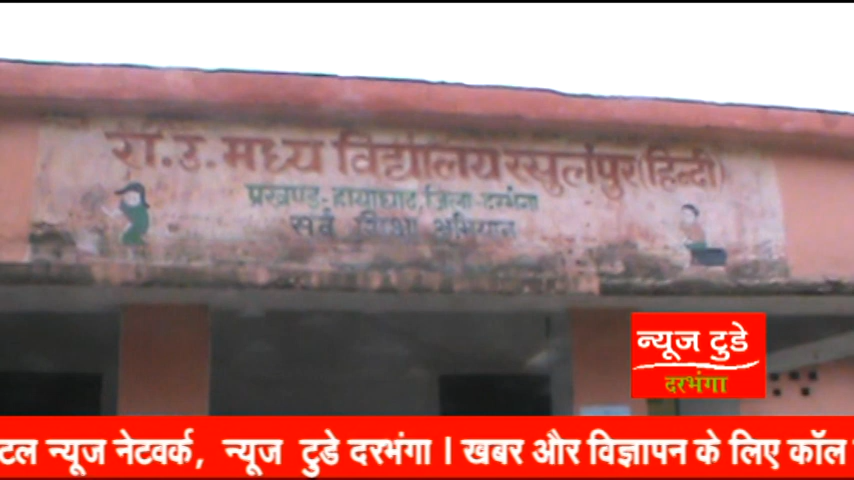 रा.उ.मध्य विद्यालय रसुलपुर(हिन्दी)
प्रखण्ड-हायाघाट,जिला-दरभंगा
सर्व शिक्षा अभियान
न्यूज टुडे
दरभंगा
टल न्यूज नेटवर्क, न्यूज टुडे दरभंगा । खबर और विज्ञापन के लिए कॉल